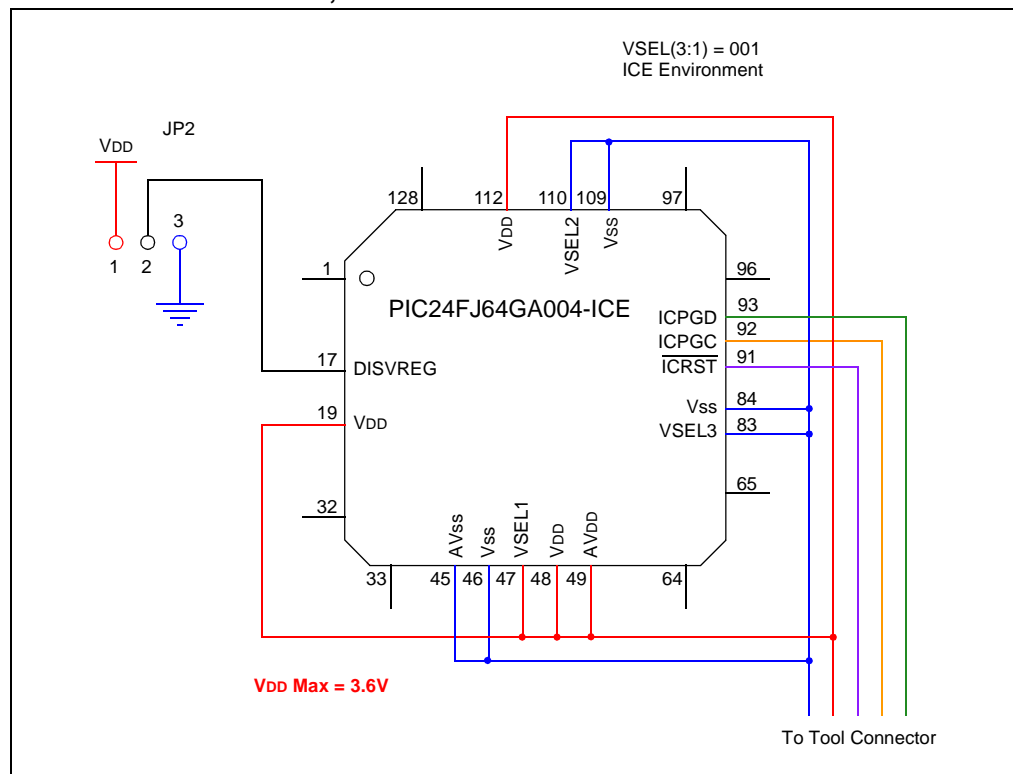 VSEL(3:1) = 001
ICE Environment
JP2
VDD
1
2
3
128
112
110
109
97
VDD
VSEL2
Vss
1
96
PIC24FJ64GA004-ICE
ICPGD
93
ICPGC
92
ICRST
91
17
DISVREG
19
VDD
Vss
84
VSEL3
83
32
65
AVss
Vss
VSEL1
VDD
AVDD
33
45
46
47
48
49
64
VDD Max = 3.6V
To Tool Connector